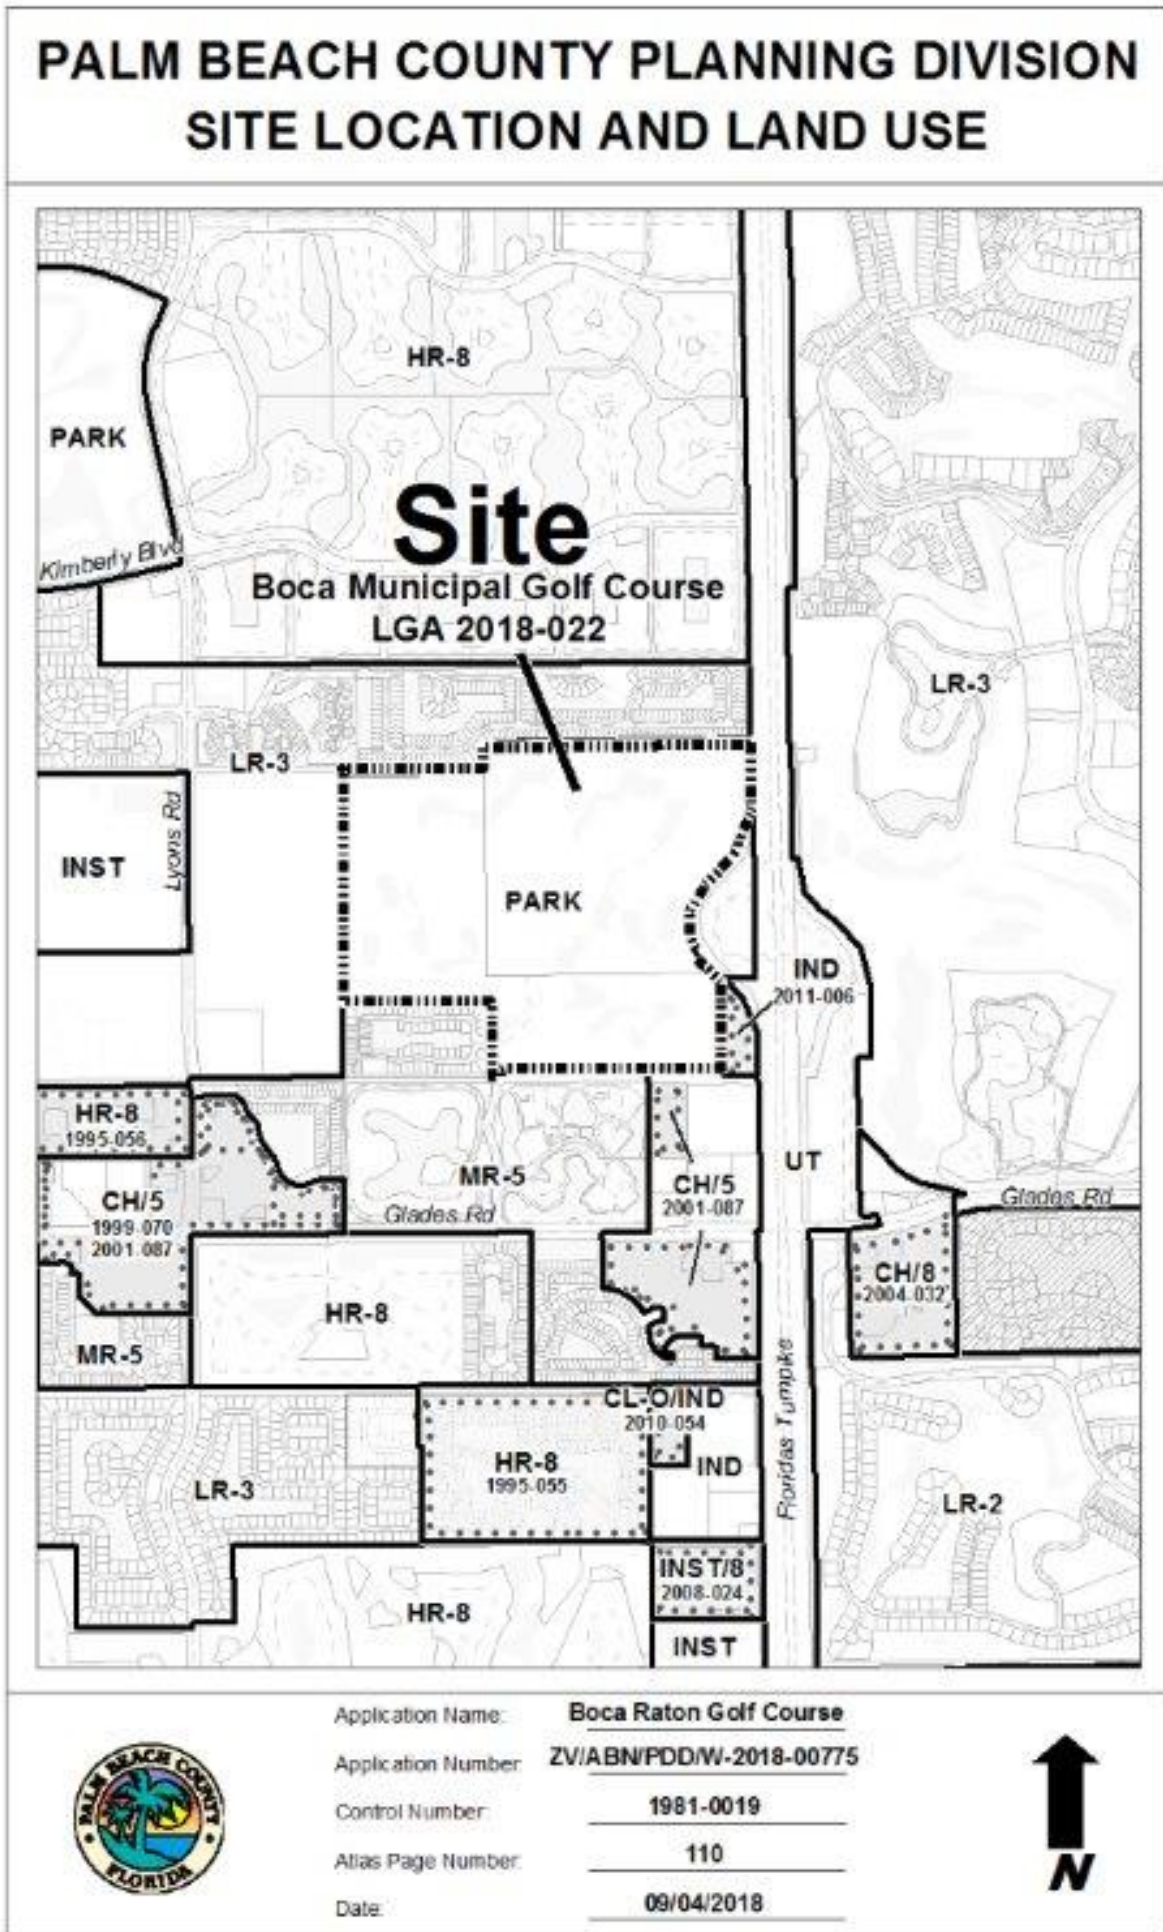 PALM BEACH COUNTY PLANNING DIVISION
SITE LOCATION AND LAND USE
HR-8
PARK
Kimberly Blvd
Site
Boca Municipal Golf Course
LGA 2018-022
LR-3
LR-3
INST
Lyons Rd
PARK
IND
2011-006
HR-8
1995-056
CH/5
1999-070
2001-087
MR-5
Glades Rd
CH/5
2001-087
UT
Glades Rd
CH/8
2004-032
HR-8
MR-5
Floridas Turnpike
CL-O/IND
2010-054
HR-8
1995-055
IND
LR-3
LR-2
INST/8
2008-024
HR-8
INST
PALM BEACH COUNTY
FLORIDA
Application Name: Boca Raton Golf Course
Application Number: ZV/ABN/PDD/W-2018-00775
Control Number: 1981-0019
Atlas Page Number: 110
Date: 09/04/2018
N